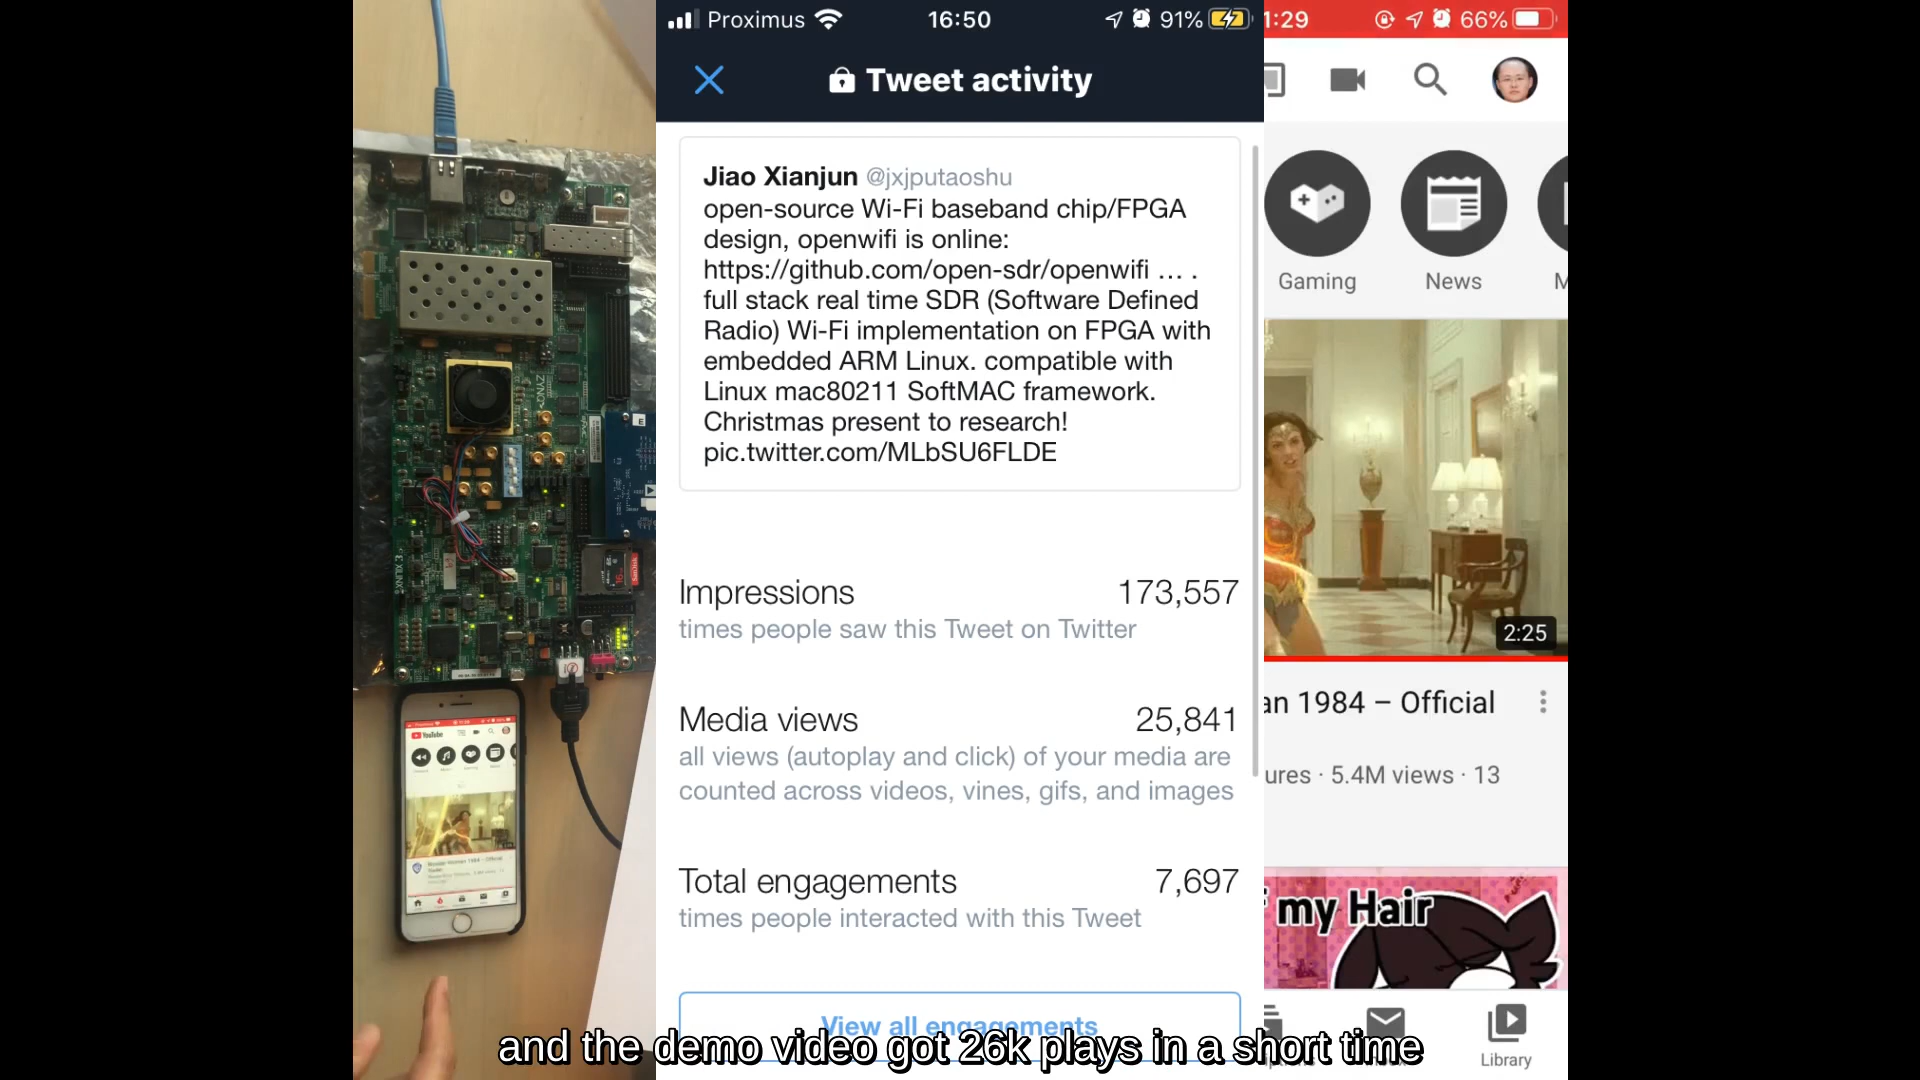 Proximus
16:50
91%
Tweet activity
Jiao Xianjun @jxjputaoshu
open-source Wi-Fi baseband chip/FPGA
design, openwifi is online:
https://github.com/open-sdr/openwifi … .
full stack real time SDR (Software Defined
Radio) Wi-Fi implementation on FPGA with
embedded ARM Linux. compatible with
Linux mac80211 SoftMAC framework.
Christmas present to research!
pic.twitter.com/MLbSU6FLDE
Impressions 173,557
times people saw this Tweet on Twitter
Media views 25,841
all views (autoplay and click) of your media are
counted across videos, vines, gifs, and images
Total engagements 7,697
times people interacted with this Tweet
View all engagements
1:29
66%
Gaming
News
M
2:25
an 1984 – Official
ures · 5.4M views · 13
my Hair
Library
ZYNQ
XILINX
SanDisk
YouTube
and the demo video got 26k plays in a short time